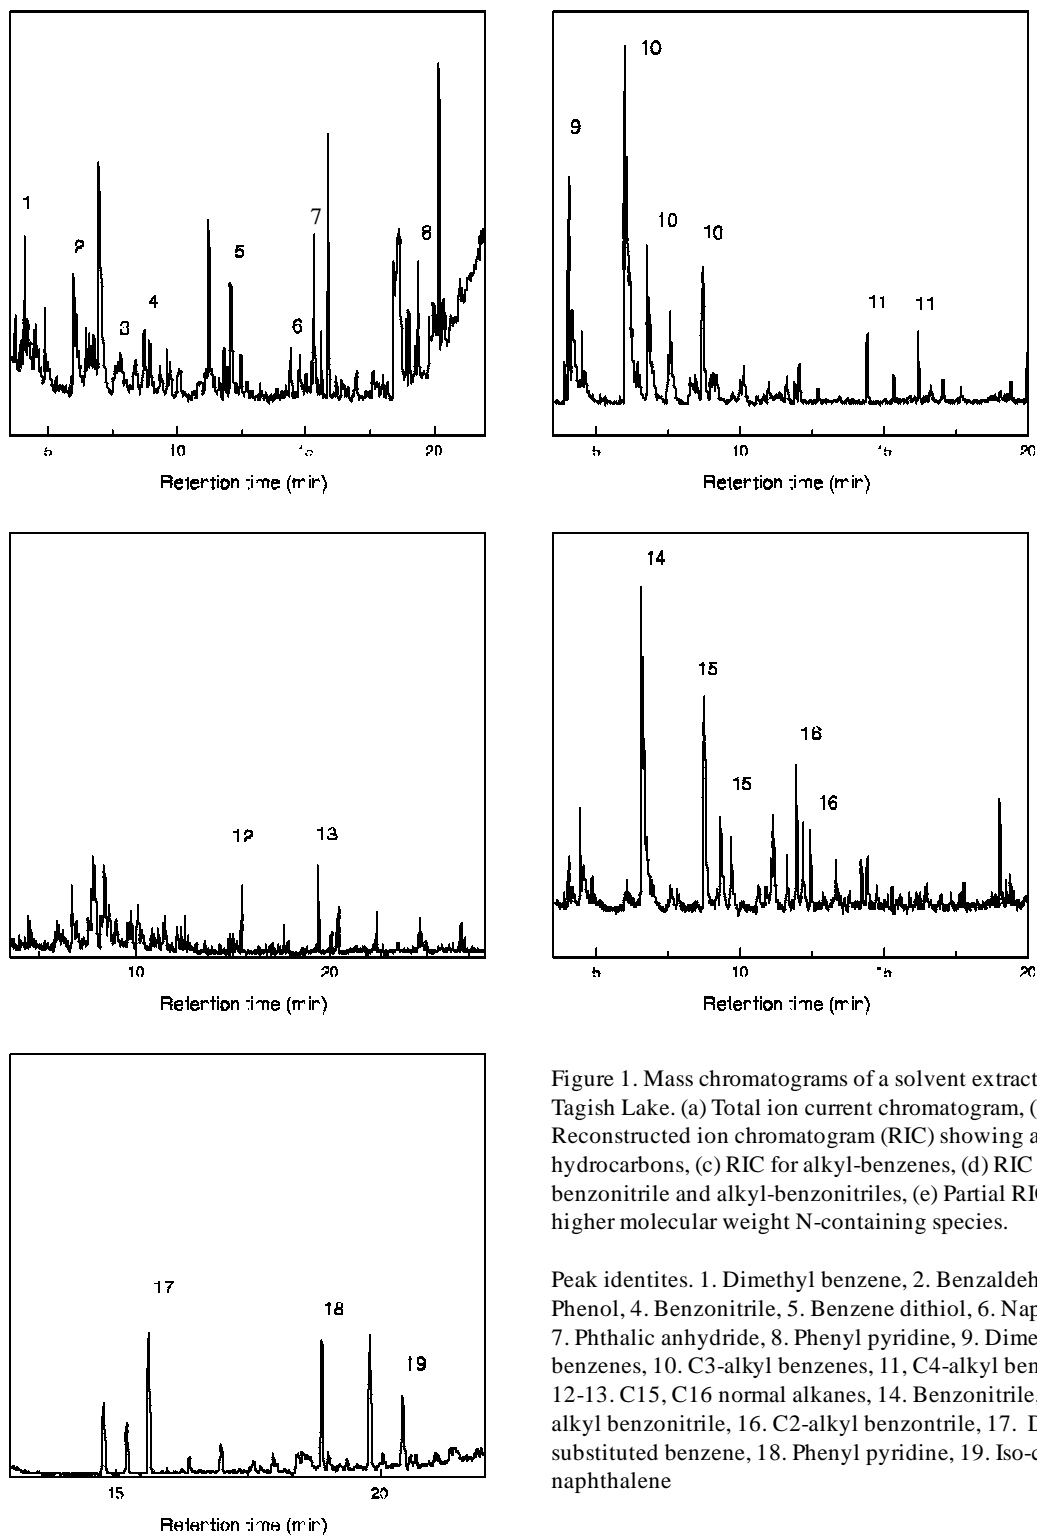 1
2
3
4
5
6
7
8
5
10
20
Retention time (min)
9
10
10
10
11
11
5
10
15
20
Retention time (min)
12
13
10
20
Retention time (min)
14
15
15
16
16
5
10
15
20
Retention time (min)
17
18
19
15
20
Retention time (min)
Figure 1. Mass chromatograms of a solvent extract
Tagish Lake. (a) Total ion current chromatogram, (
Reconstructed ion chromatogram (RIC) showing a
hydrocarbons, (c) RIC for alkyl-benzenes, (d) RIC
benzonitrile and alkyl-benzonitriles, (e) Partial RIC
higher molecular weight N-containing species.
Peak identites. 1. Dimethyl benzene, 2. Benzaldeh
Phenol, 4. Benzonitrile, 5. Benzene dithiol, 6. Nap
7. Phthalic anhydride, 8. Phenyl pyridine, 9. Dime
benzenes, 10. C3-alkyl benzenes, 11, C4-alkyl ben
12-13. C15, C16 normal alkanes, 14. Benzonitrile,
alkyl benzonitrile, 16. C2-alkyl benzontrile, 17. D
substituted benzene, 18. Phenyl pyridine, 19. Iso-c
naphthalene